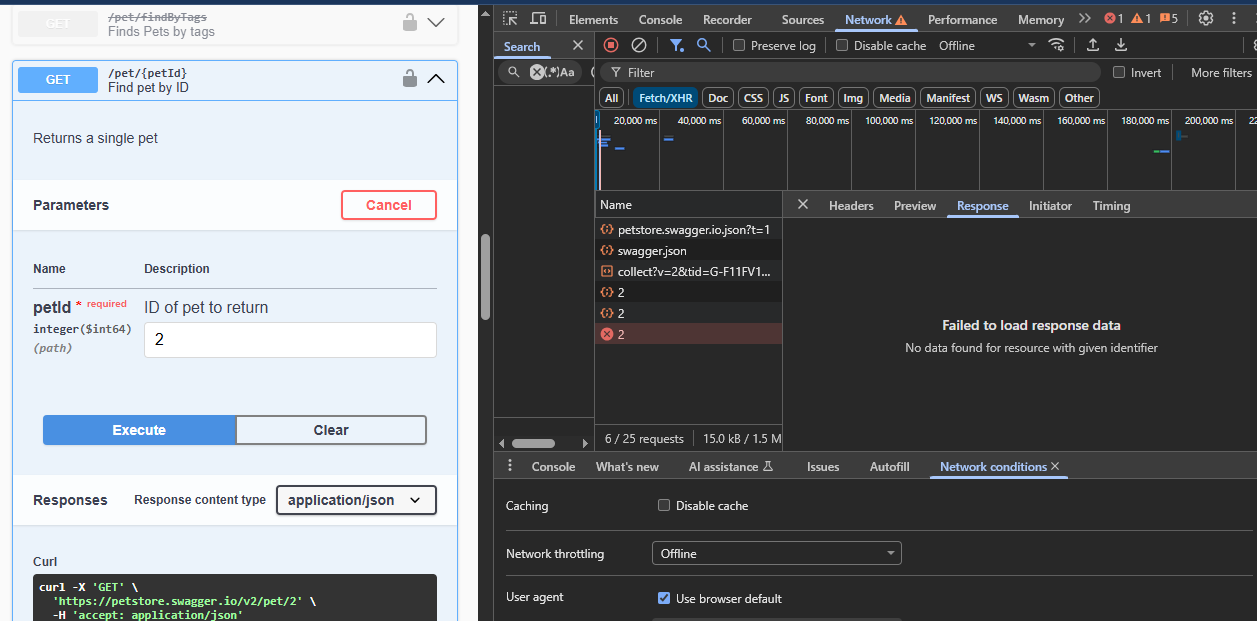 GET
/pet/findByTags
Finds Pets by tags
GET
/pet/{petId}
Find pet by ID
Returns a single pet
Parameters
Cancel
Name Description
petId * required
integer($int64)
(path)
ID of pet to return
2
Execute Clear
Responses Response content type application/json
Curl
curl -X 'GET' \
'https://petstore.swagger.io/v2/pet/2' \
-H 'accept: application/json'
Elements Console Recorder Sources Network Performance Memory 1 1 5
Search
Preserve log Disable cache Offline
(.*) Aa
Filter Invert More filters
All Fetch/XHR Doc CSS JS Font Img Media Manifest WS Wasm Other
20,000 ms 40,000 ms 60,000 ms 80,000 ms 100,000 ms 120,000 ms 140,000 ms 160,000 ms 180,000 ms 200,000 ms 22
Name
Headers Preview Response Initiator Timing
petstore.swagger.io.json?t=1
swagger.json
collect?v=2&tid=G-F11FV1...
2
2
2
Failed to load response data
No data found for resource with given identifier
6 / 25 requests 15.0 kB / 1.5 M
Console What's new AI assistance Issues Autofill Network conditions
Caching Disable cache
Network throttling Offline
User agent Use browser default